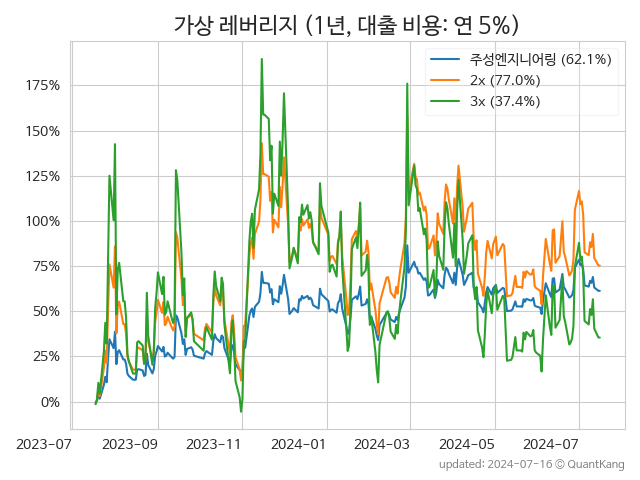 가상 레버리지 (1년, 대출 비용: 연 5%)
주성엔지니어링 (62.1%)
2x (77.0%)
3x (37.4%)
175%
150%
125%
100%
75%
50%
25%
0%
2023-07 2023-09 2023-11 2024-01 2024-03 2024-05 2024-07
updated: 2024-07-16 © QuantKang